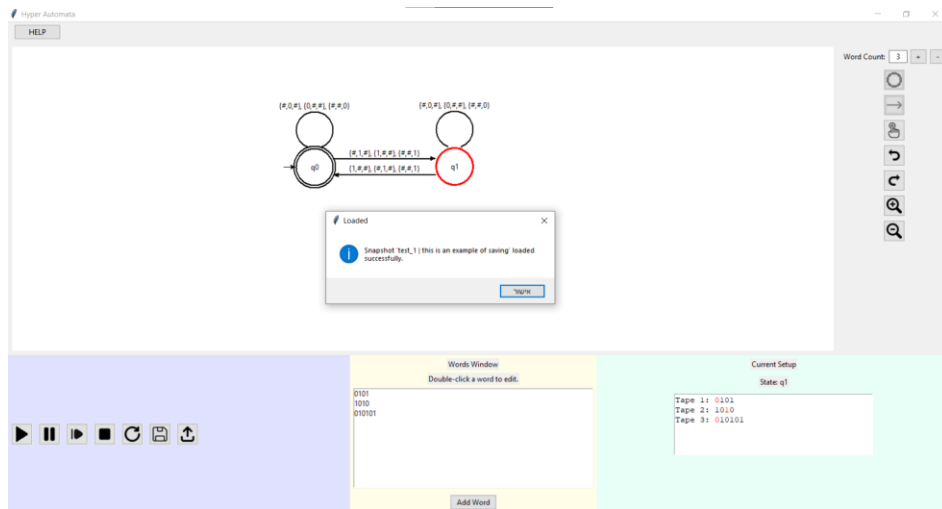 Hyper Automata
HELP
Word Count: 3 + -
{#,0,#}, {0,#,#}, {#,#,0}
{#,0,#}, {0,#,#}, {#,#,0}
{#,1,#}, {1,#,#}, {#,#,1}
q0
q1
{1,#,#}, {#,1,#}, {#,#,1}
Loaded
Snapshot 'test_1 | this is an example of saving' loaded
successfully.
אישור
Words Window
Double-click a word to edit.
0101
1010
010101
Add Word
Current Setup
State: q1
Tape 1: 0101
Tape 2: 1010
Tape 3: 010101